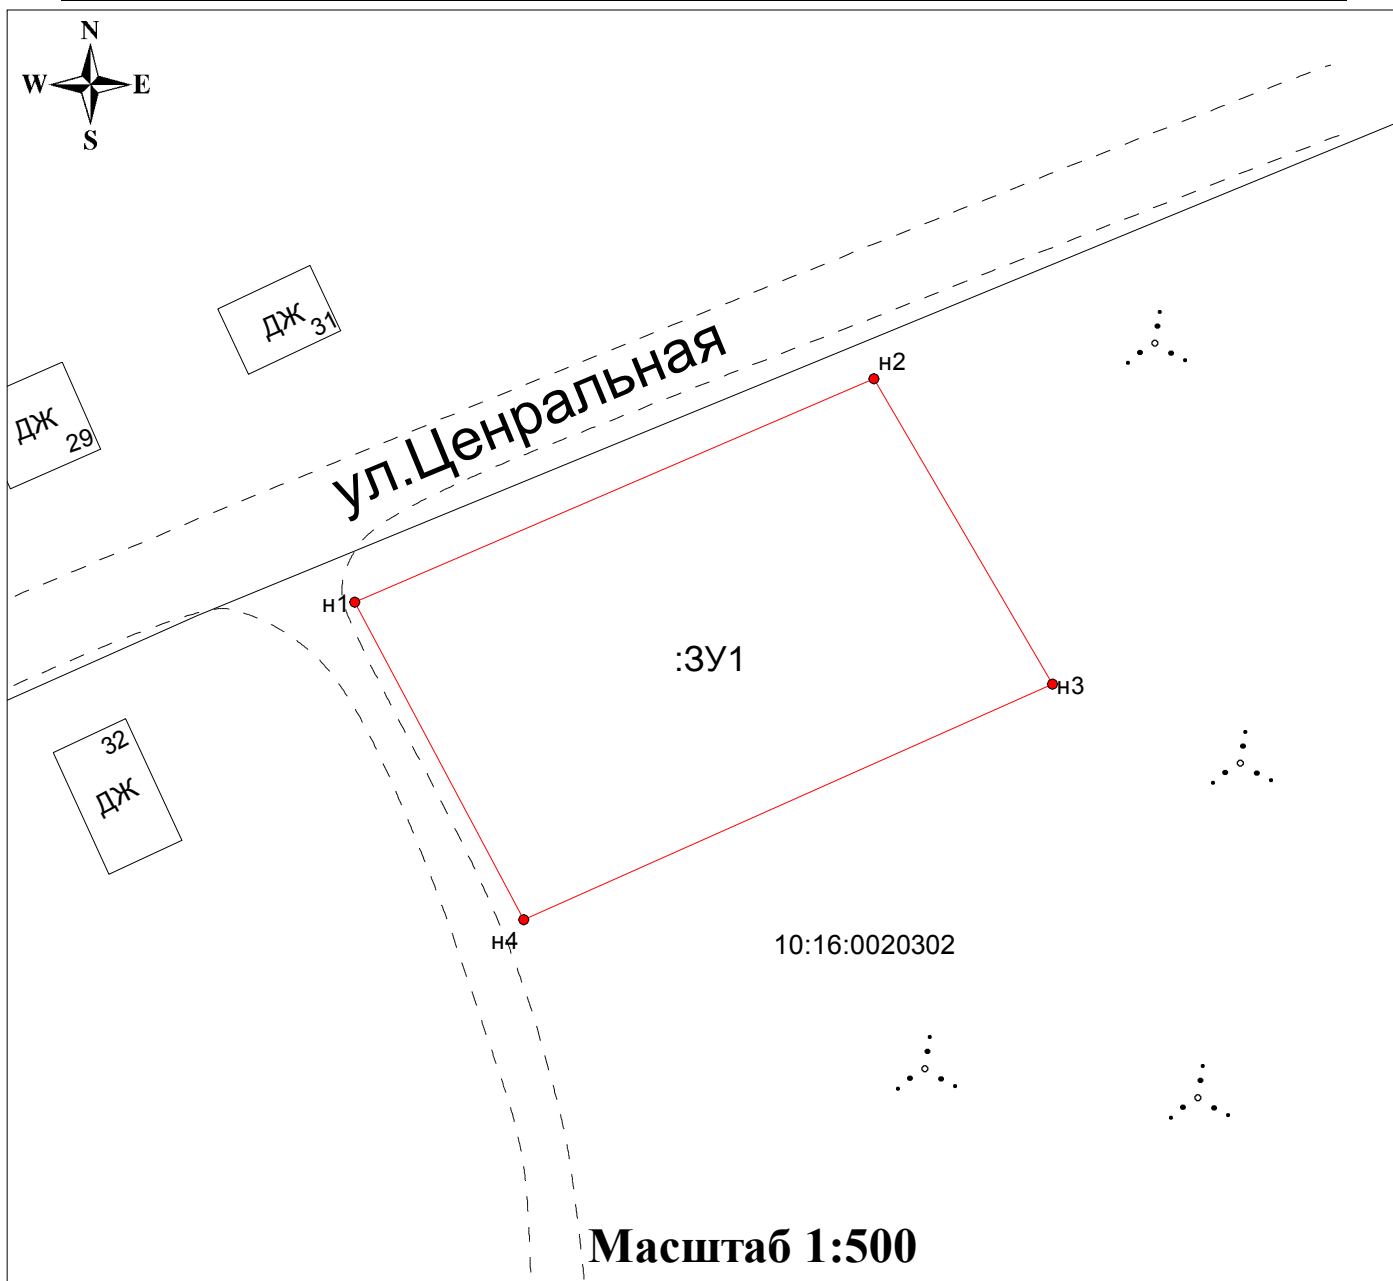 N
W E
S
ДЖ 31
ДЖ 29
ул.Ценральная
н2
н1
:ЗУ1
н3
32
ДЖ
н4
10:16:0020302
Масштаб 1:500